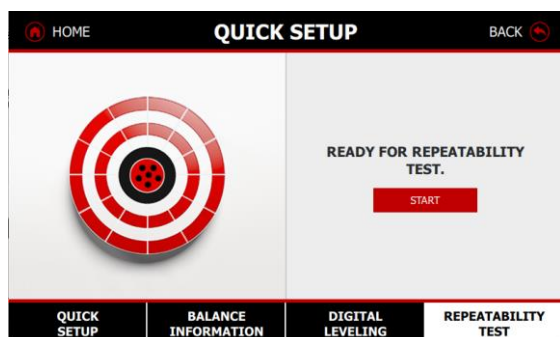 HOME
QUICK SETUP
BACK
READY FOR REPEATABILITY
TEST.
START
QUICK
SETUP
BALANCE
INFORMATION
DIGITAL
LEVELING
REPEATABILITY
TEST